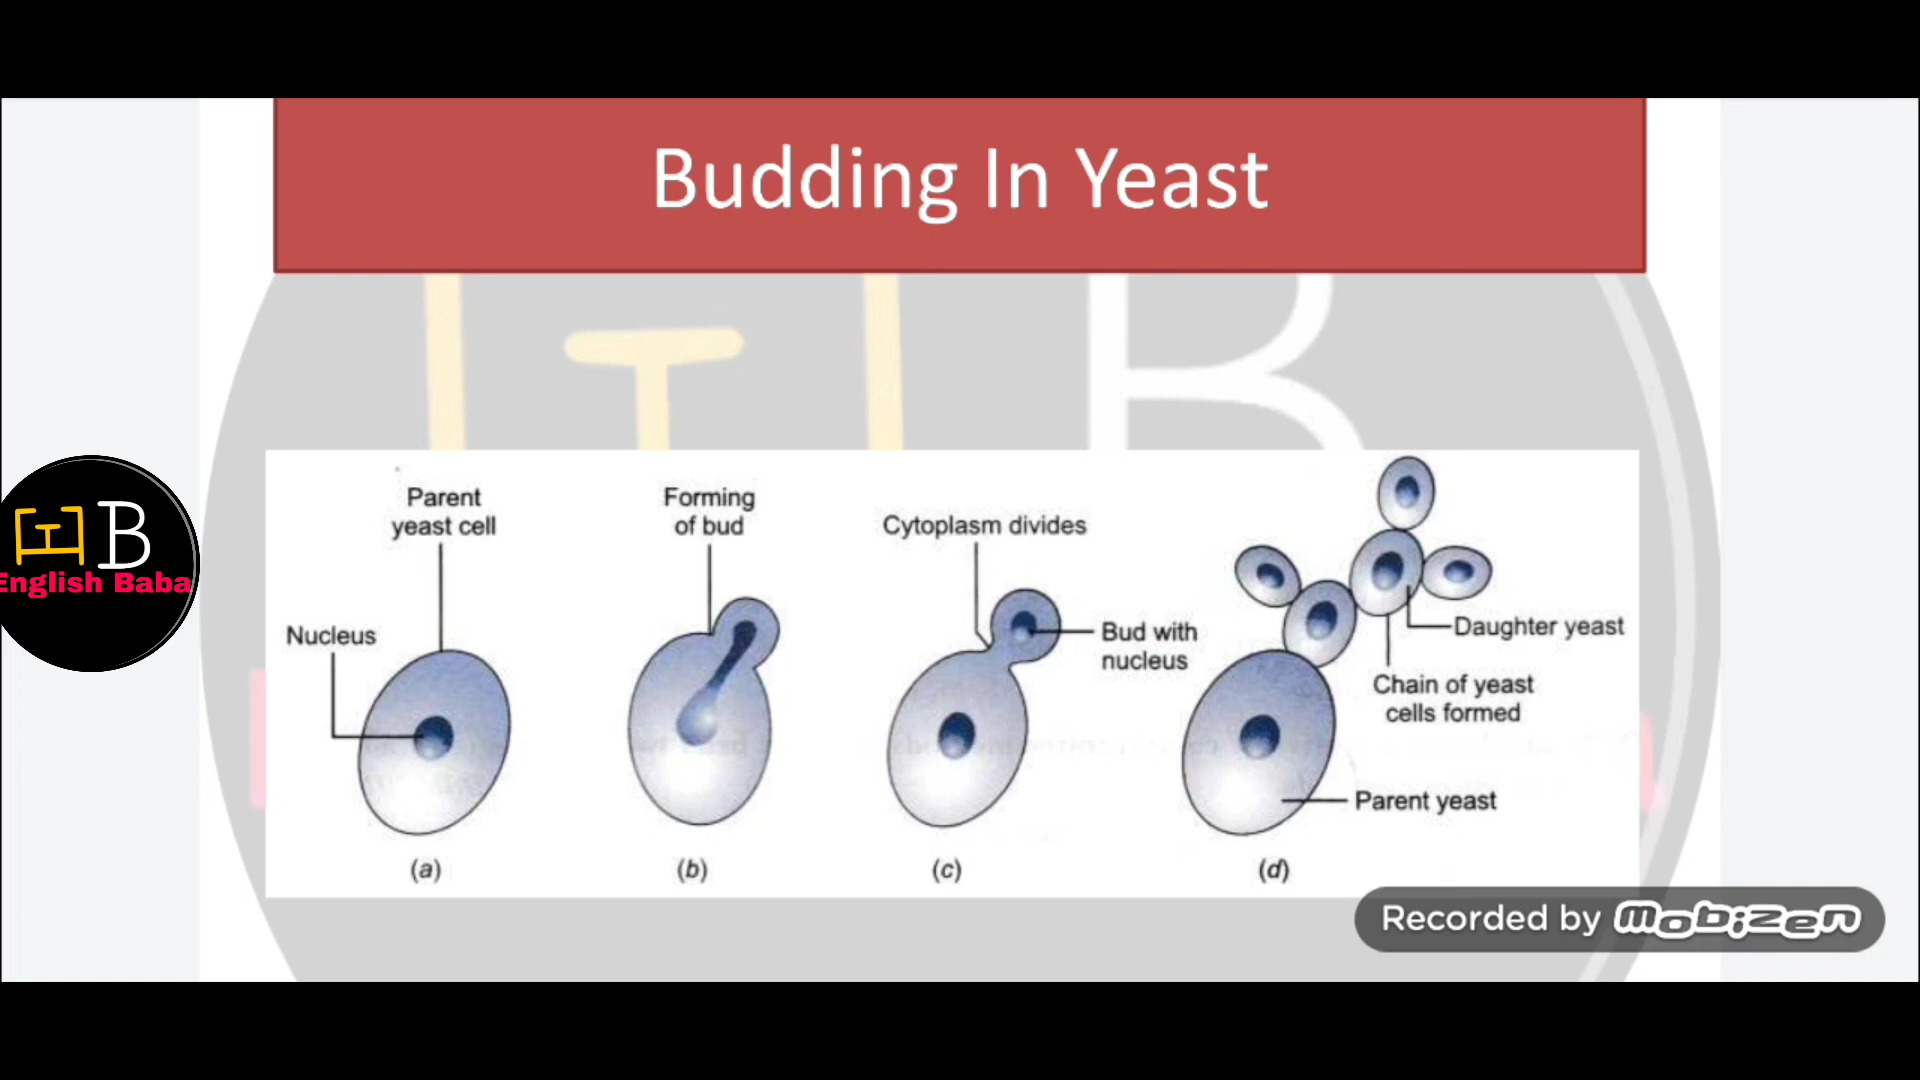 Budding In Yeast
Parent
yeast cell
Nucleus
(a)
Forming
of bud
(b)
Cytoplasm divides
Bud with
nucleus
(c)
Daughter yeast
Chain of yeast
cells formed
Parent yeast
(d)
EIB
English Baba
Recorded by mobizen